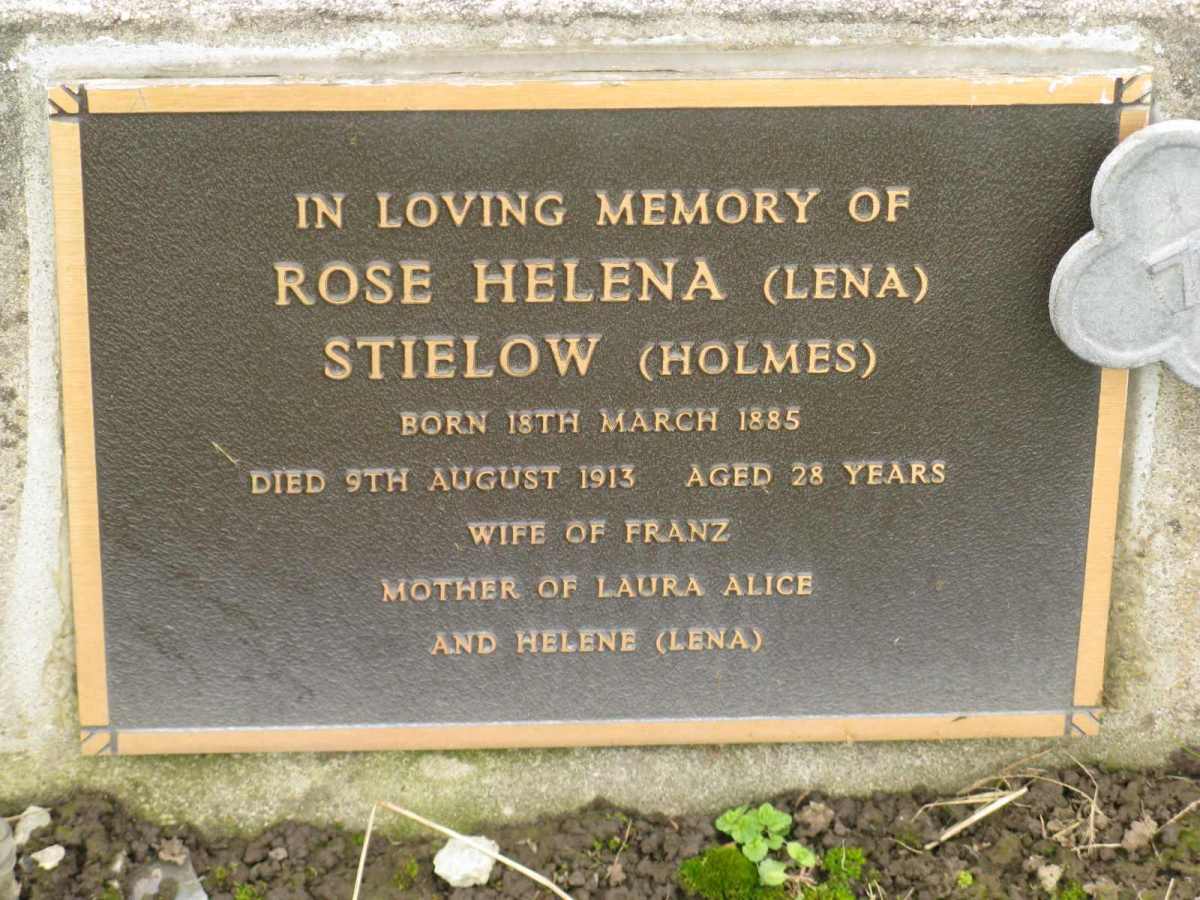 IN LOVING MEMORY OF
ROSE HELENA (LENA)
STIELOW (HOLMES)
BORN 18TH MARCH 1885
DIED 9TH AUGUST 1913 AGED 28 YEARS
WIFE OF FRANZ
MOTHER OF LAURA ALICE
AND HELENE (LENA)